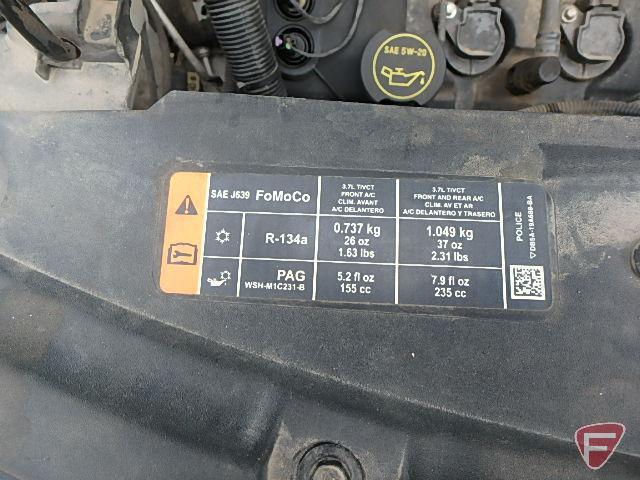 SAE 5W-20
SAE J639 FoMoCo
3.7L TIVCT
FRONT A/C
CLIM. AVANT
A/C DELANTERO
3.7L TIVCT
FRONT AND REAR A/C
CLIM. AV ET AR
A/C DELANTERO Y TRASERO
R-134a
0.737 kg
26 oz
1.63 lbs
1.049 kg
37 oz
2.31 lbs
PAG
WSH-M1C231-B
5.2 fl oz
155 cc
7.9 fl oz
235 cc
POLICE
F